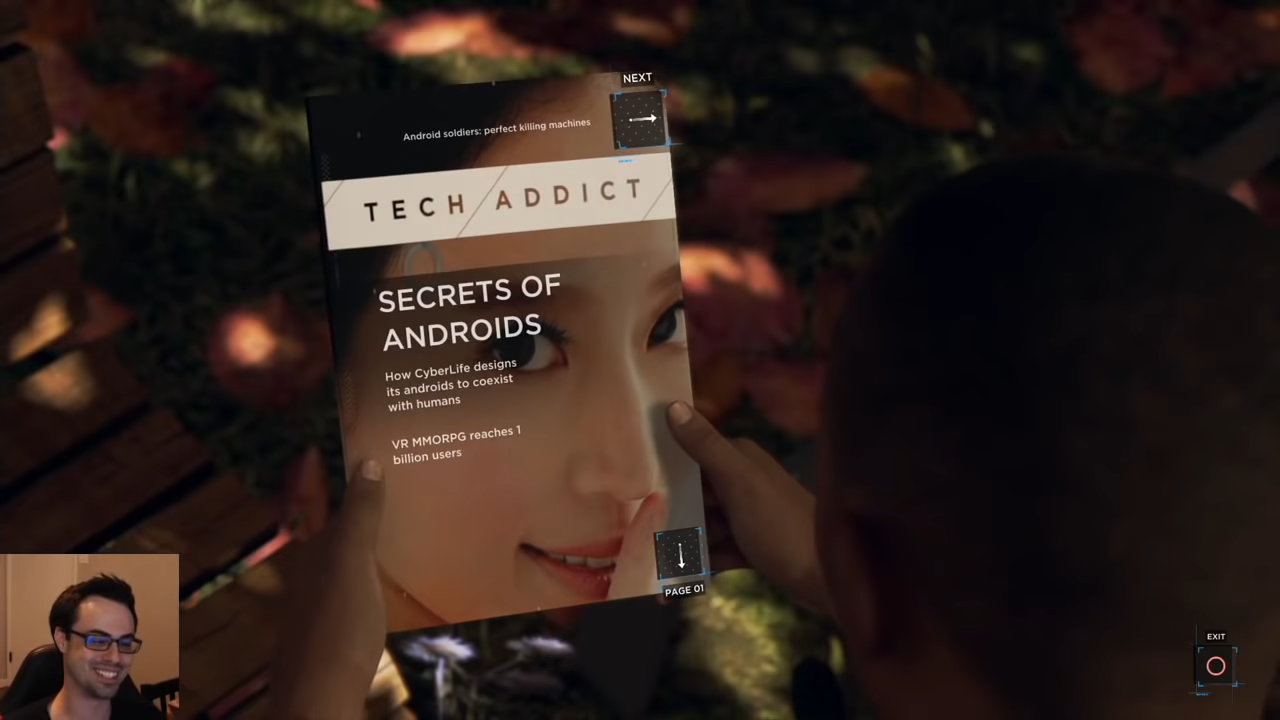 NEXT
Android soldiers: perfect killing machines
TECH ADDICT
SECRETS OF
ANDROIDS
How CyberLife designs
its androids to coexist
with humans
VR MMORPG reaches 1
billion users
PAGE 01
EXIT